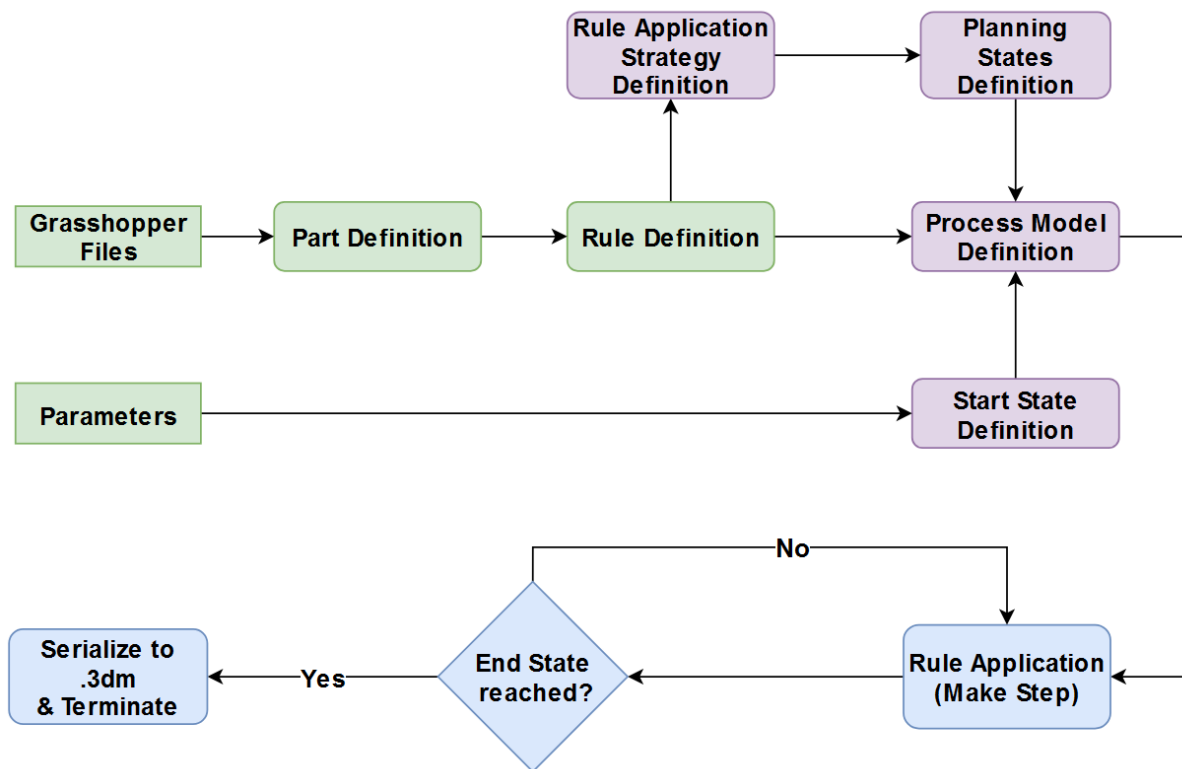 Rule Application
Strategy
Definition
Planning
States
Definition
Grasshopper
Files
Part Definition
Rule Definition
Process Model
Definition
Parameters
Start State
Definition
No
Serialize to
.3dm
& Terminate
Yes
End State
reached?
Rule Application
(Make Step)